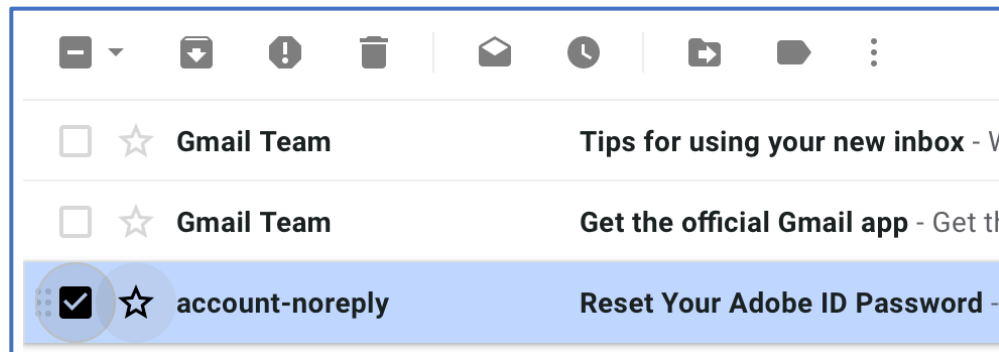 Gmail Team Tips for using your new inbox -
Gmail Team Get the official Gmail app - Get
account-noreply Reset Your Adobe ID Password -